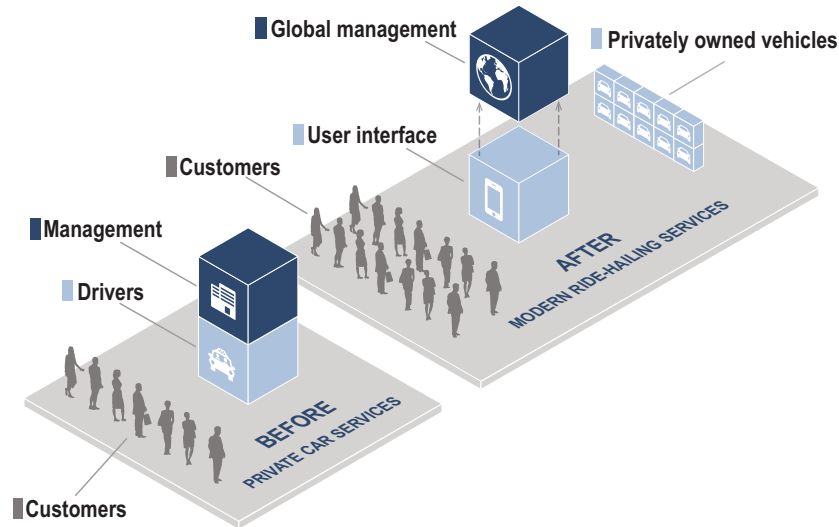 Global management
Privately owned vehicles
User interface
Customers
Management
Drivers
AFTER
MODERN RIDE-HAILING SERVICES
BEFORE
PRIVATE CAR SERVICES
Customers